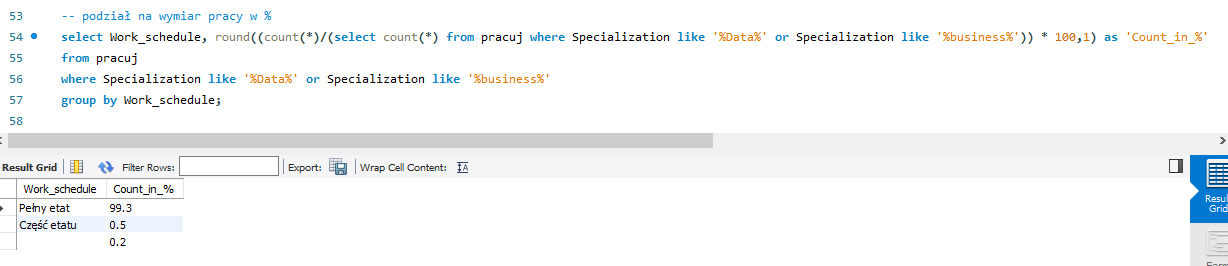 53 -- podział na wymiar pracy w %
54 select Work_schedule, round((count(*)/(select count(*) from pracuj where Specialization like '%Data%' or Specialization like '%business%')) * 100,1) as 'Count_in_%'
55 from pracuj
56 where Specialization like '%Data%' or Specialization like '%business%'
57 group by Work_schedule;
58
Result Grid Filter Rows: Export: Wrap Cell Content:
Work_schedule Count_in_%
Pełny etat 99.3
Część etatu 0.5
0.2
Resul
Grid